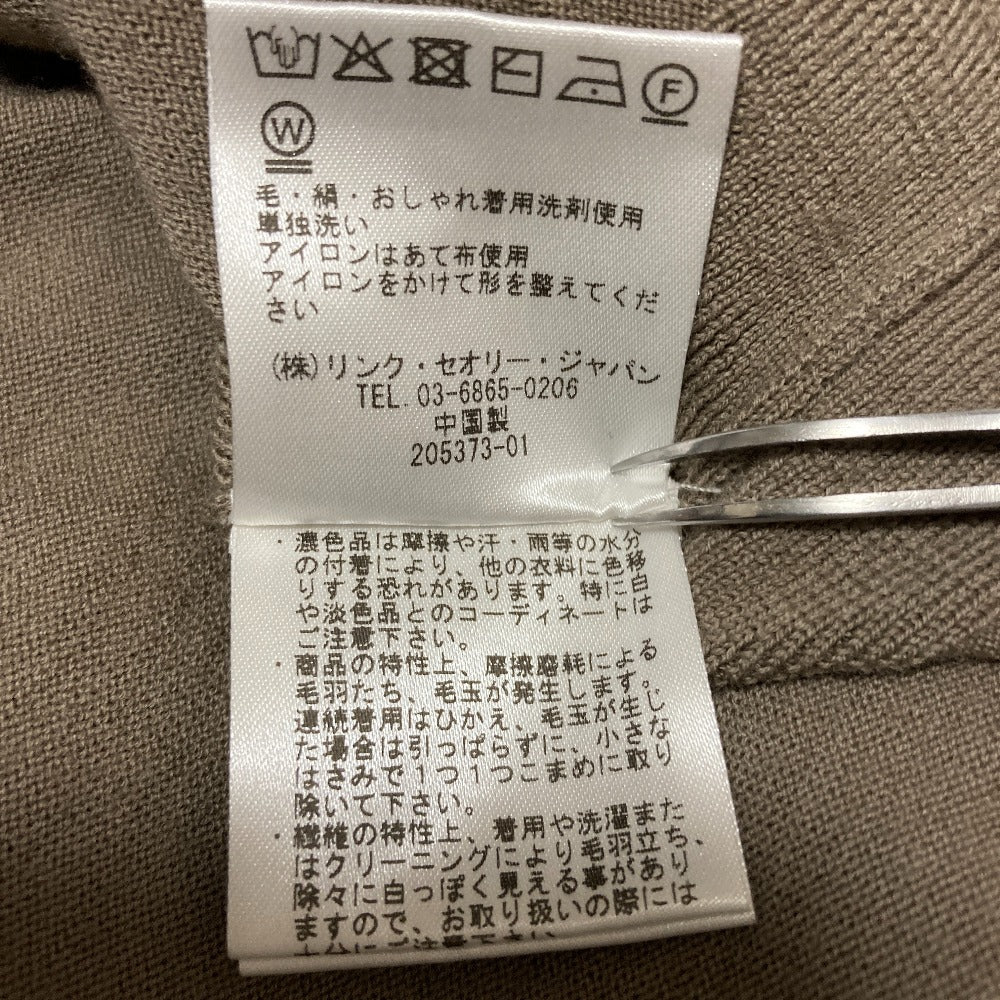 F
W
毛・絹・おしゃれ着用洗剤使用
単独洗い
アイロンはあて布使用
アイロンをかけて形を整えてくだ
さい
(株)リンク・セオリー・ジャパン
TEL. 03-6865-0206
中国製
205373-01
・濃色品は摩擦や汗・雨等の水分
の付着により、他の衣料に色移
りする恐れがあります。特に白
や淡色品とのコーディネートは
ご注意下さい。
・商品の特性上、摩擦磨耗による
毛羽たち、毛玉が発生します。
連続着用はひかえ、毛玉が生じ
た場合は引っぱらずに、小さな
はさみで1つ1つこまめに取り
除いて下さい。
・繊維の特性上、着用や洗濯また
はクリーニングにより毛羽立ち、
除々に白っぽく見える事があり
ますので、お取り扱いの際には
十分にご注意下さい。